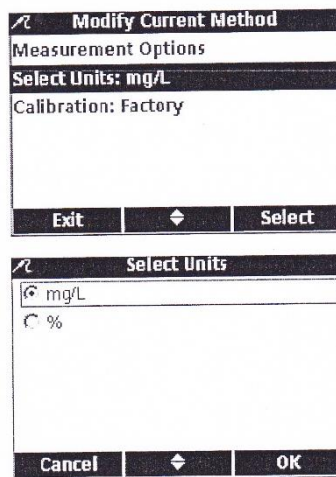 Modify Current Method
Measurement Options
Select Units: mg/L
Calibration: Factory
Exit Select
Select Units
mg/L
%
Cancel OK